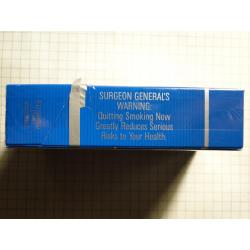 SURGEON GENERAL'S
WARNING:
Quitting Smoking Now
Greatly Reduces Serious
Risks to Your Health.